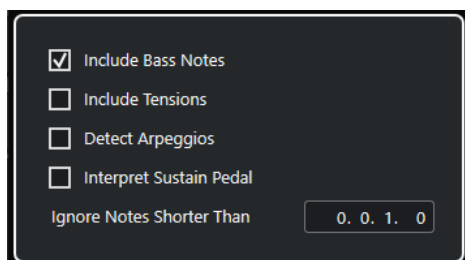 Include Bass Notes
Include Tensions
Detect Arpeggios
Interpret Sustain Pedal
Ignore Notes Shorter Than 0. 0. 1. 0